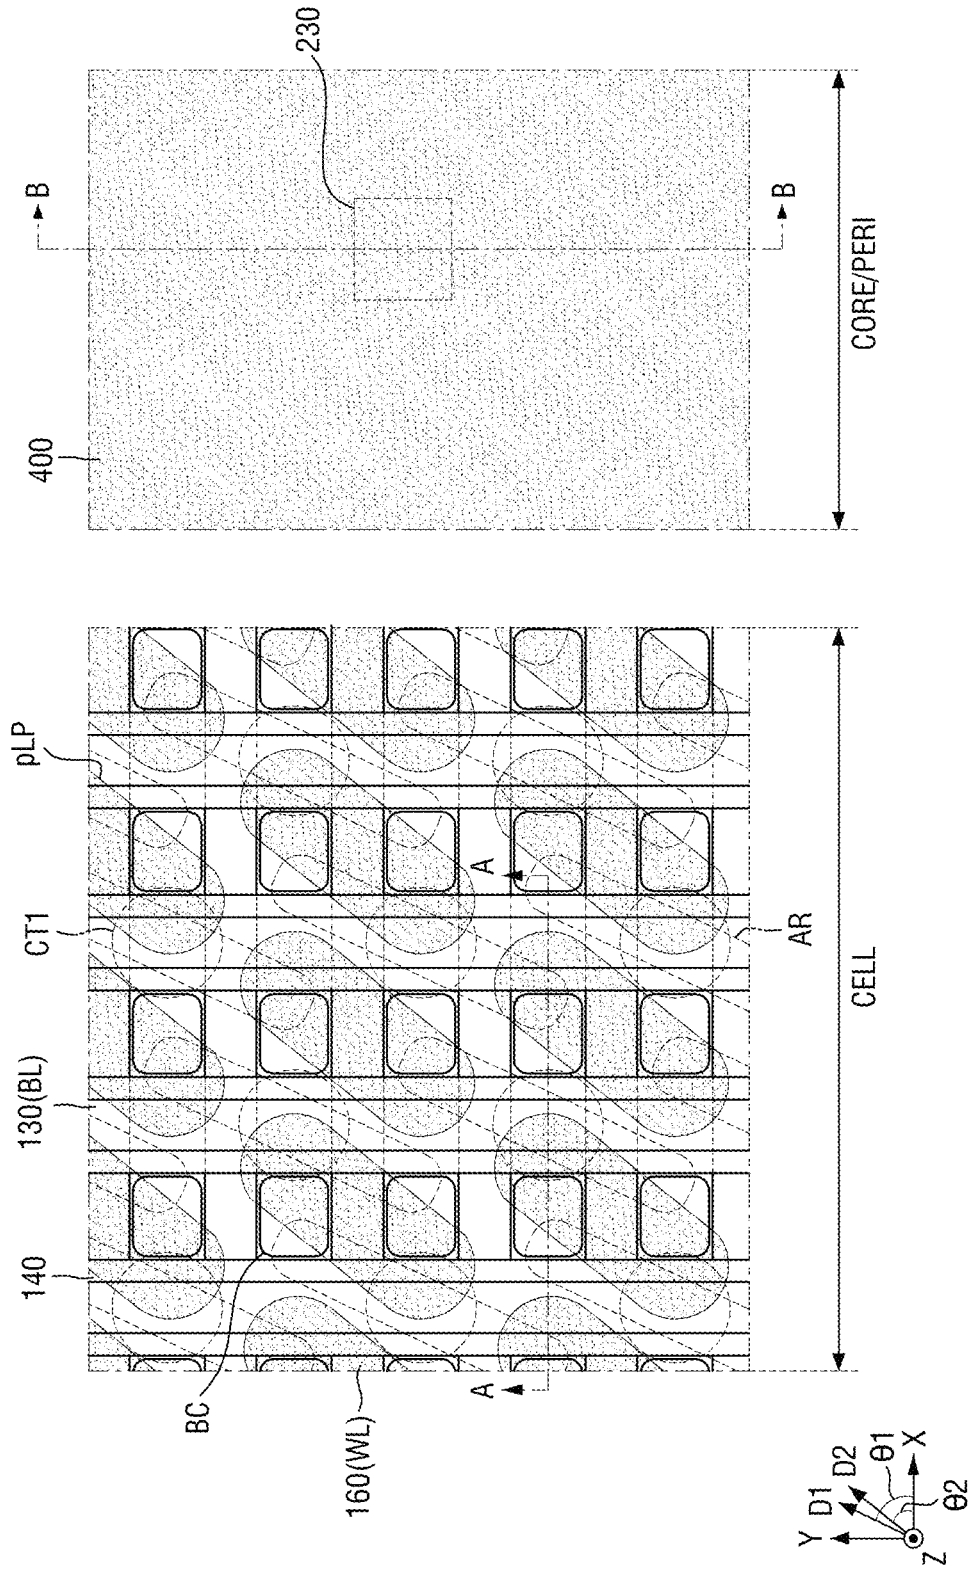 230
B
B
400
CORE/PERI
pLP
CT1
130(BL)
140
A
A
AR
CELL
BC
160(WL)
Y
D1
D2
θ1
X
θ2
Z